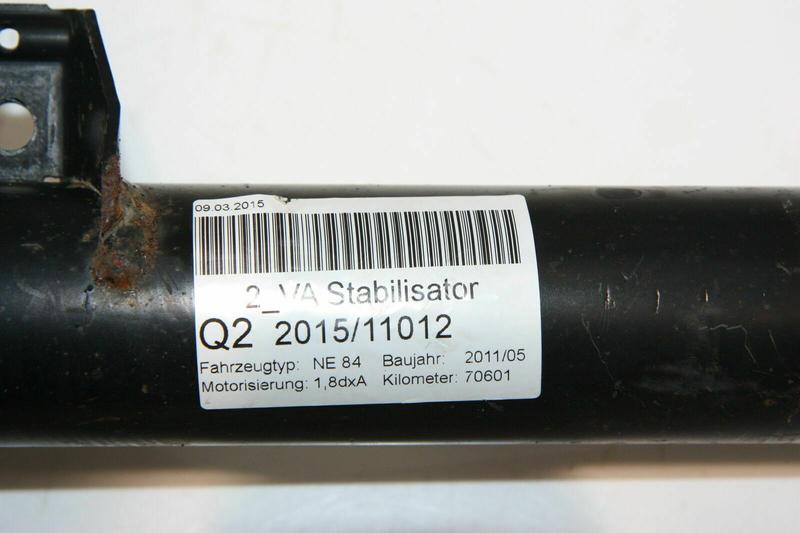 09.03.2015
2_VA Stabilisator
Q2 2015/11012
Fahrzeugtyp: NE 84 Baujahr: 2011/05
Motorisierung: 1,8dxA Kilometer: 70601